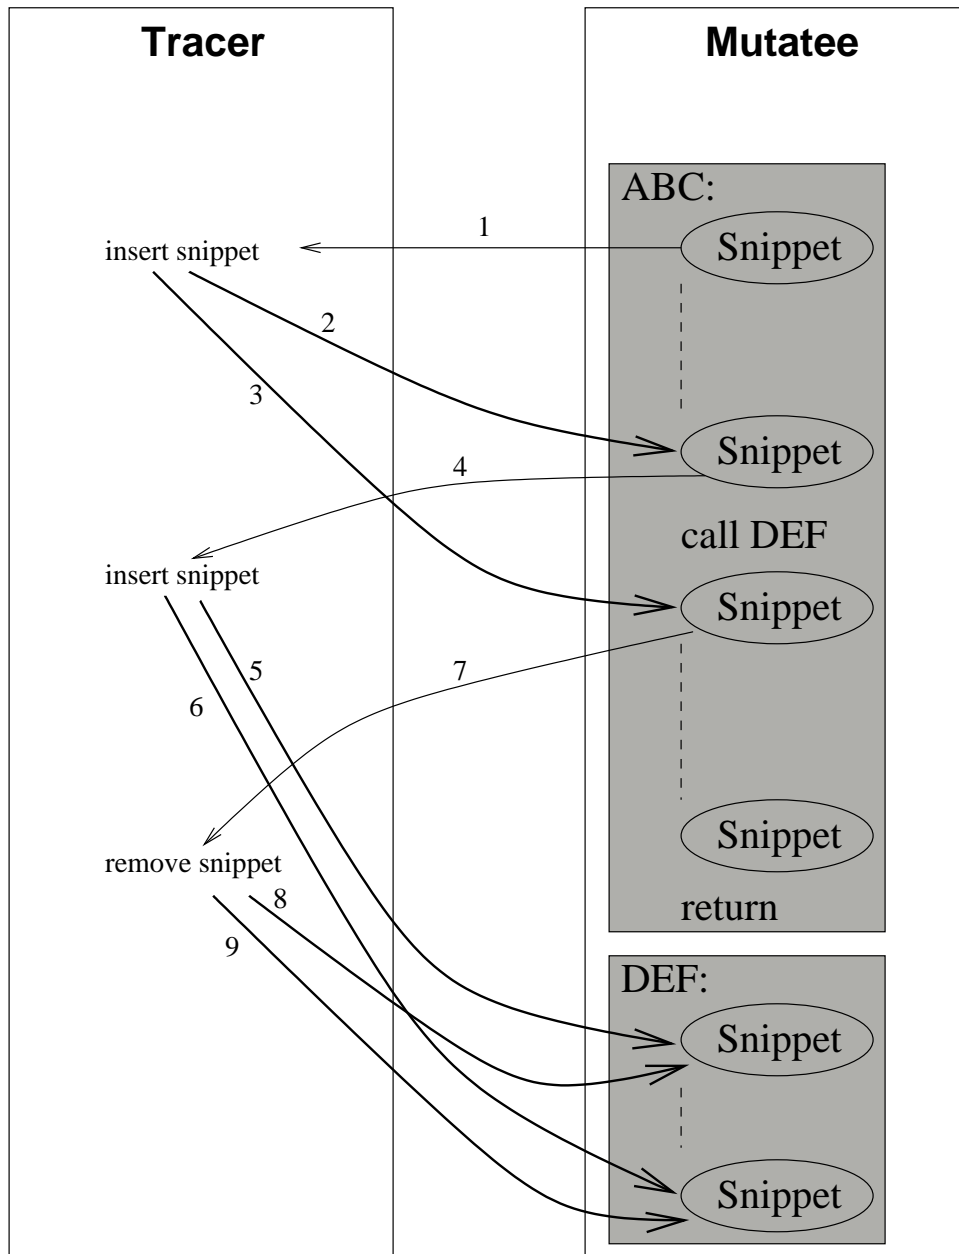 Tracer
Mutatee
ABC:
1
insert snippet
Snippet
2
3
Snippet
4
call DEF
insert snippet
Snippet
5
7
6
Snippet
remove snippet
8
return
9
DEF:
Snippet
Snippet